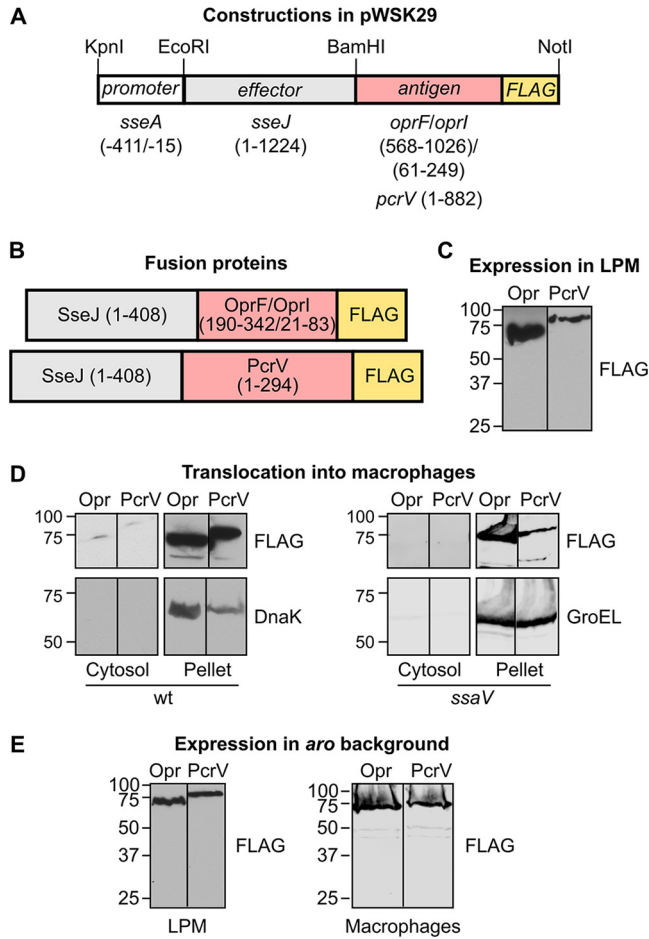 A
Constructions in pWSK29
KpnI EcoRI BamHI NotI
promoter effector antigen FLAG
sseA sseJ oprF/oprI
(-411/-15) (1-1224) (568-1026)/
(61-249)
pcrV (1-882)
B
Fusion proteins
SseJ (1-408) OprF/OprI (190-342/21-83) FLAG
SseJ (1-408) PcrV (1-294) FLAG
C
Expression in LPM
Opr PcrV
100
75
50
37
25
FLAG
D
Translocation into macrophages
Opr PcrV Opr PcrV
100
75
FLAG
75
50
DnaK
Cytosol Pellet
wt
Opr PcrV Opr PcrV
100
75
FLAG
75
50
GroEL
Cytosol Pellet
ssaV
E
Expression in aro background
Opr PcrV
100
75
50
37
25
FLAG
LPM
Opr PcrV
100
75
50
37
25
FLAG
Macrophages